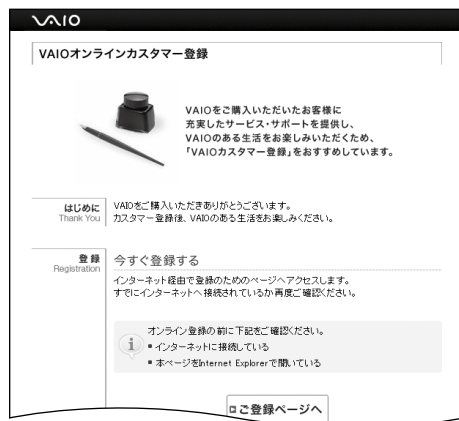 VAIO
VAIOオンラインカスタマー登録
VAIOをご購入いただいたお客様に
充実したサービス・サポートを提供し、
VAIOのある生活をお楽しみいただくため、
「VAIOカスタマー登録」をおすすめしています。
はじめに
Thank You
VAIOをご購入いただきありがとうございます。
カスタマー登録後、VAIOのある生活をお楽しみください。
登録
Registration
今すぐ登録する
インターネット経由で登録のためのページへアクセスします。
すでにインターネットへ接続されているか再度ご確認ください。
オンライン登録の前に下記をご確認ください。
■インターネットに接続している
■本ページをInternet Explorerで開いている
ご登録ページへ